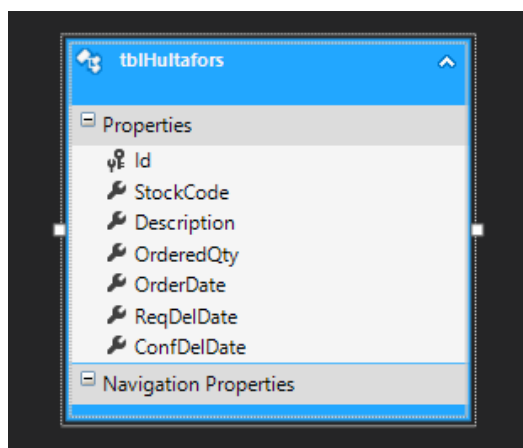 tblHultafors
Properties
Id
StockCode
Description
OrderedQty
OrderDate
ReqDelDate
ConfDelDate
Navigation Properties